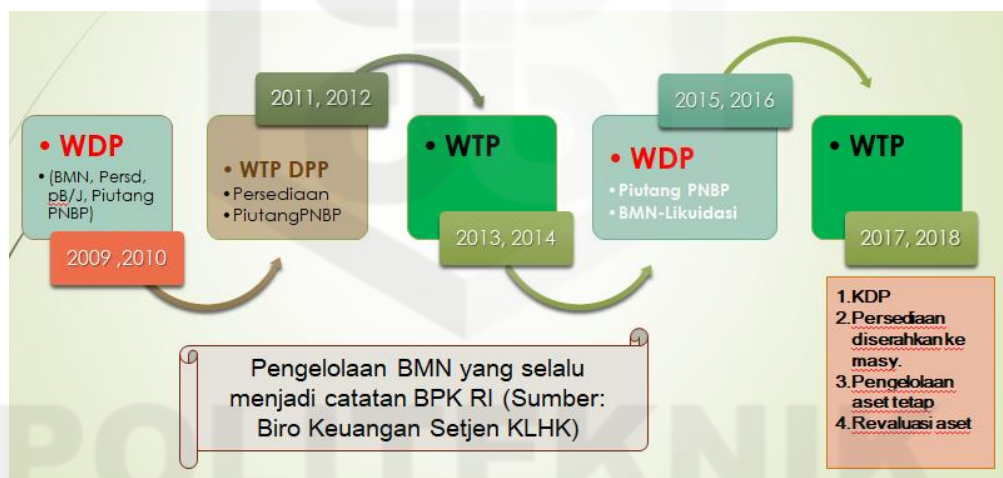 • WDP
• (BMN, Persd,
pB/J, Piutang
PNBP)
2009 ,2010
2011, 2012
• WTP DPP
•Persediaan
•PiutangPNBP
• WTP
2013, 2014
2015, 2016
• WDP
•Piutang PNBP
•BMN-Likuidasi
• WTP
2017, 2018
1.KDP
2.Persediaan
diserahkan ke
masy.
3.Pengelolaan
aset tetap
4.Revaluasi aset
Pengelolaan BMN yang selalu
menjadi catatan BPK RI (Sumber:
Biro Keuangan Setjen KLHK)
POLITEKNIK